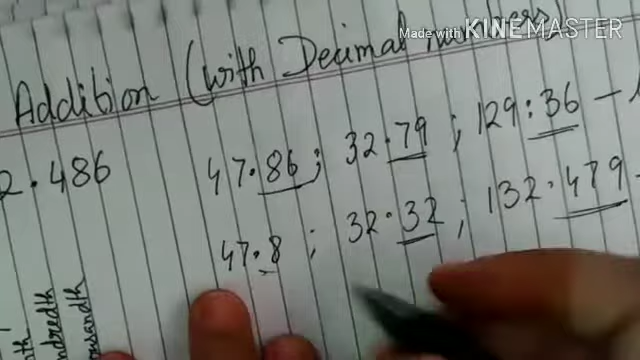 Made with KINEMASTER
Addition (with Decimal numbers)
2.486 47.86 ; 32.79 ; 129.36 -
47.8 ; 32.32 ; 132.479